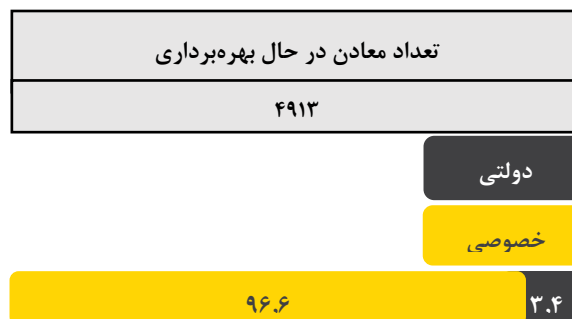 تعداد معادن در حال بهره‌برداری
۴۹۱۳
دولتی
خصوصی
۳.۴ ۹۶.۶